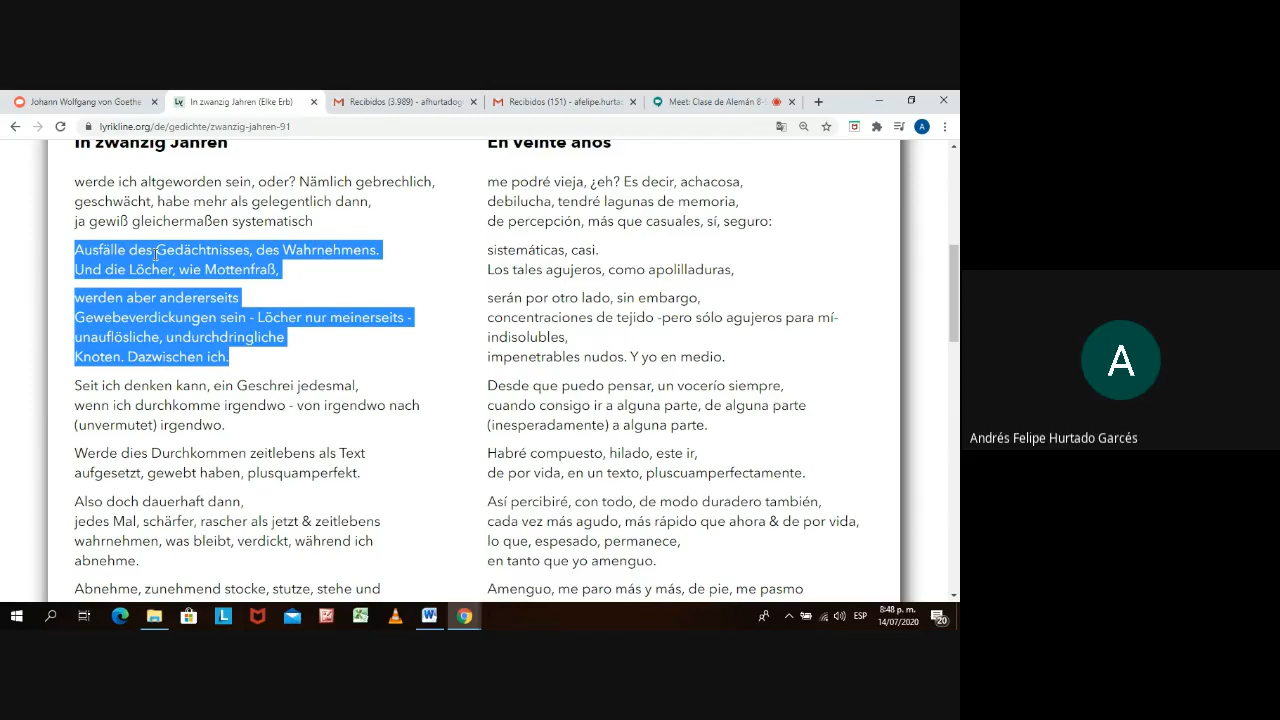 Johann Wolfgang von Goethe
In zwanzig Jahren (Elke Erb)
Recibidos (3.989) - afhurtadog
Recibidos (151) - afelipe.hurta
Meet: Clase de Alemán 8-
lyrikline.org/de/gedichte/zwanzig-jahren-91
A
In zwanzig Jahren
werde ich altgeworden sein, oder? Nämlich gebrechlich,
geschwächt, habe mehr als gelegentlich dann,
ja gewiß gleichermaßen systematisch
Ausfälle des Gedächtnisses, des Wahrnehmens.
Und die Löcher, wie Mottenfraß,
werden aber andererseits
Gewebeverdickungen sein - Löcher nur meinerseits -
unauflösliche, undurchdringliche
Knoten. Dazwischen ich.
Seit ich denken kann, ein Geschrei jedesmal,
wenn ich durchkomme irgendwo - von irgendwo nach
(unvermutet) irgendwo.
Werde dies Durchkommen zeitlebens als Text
aufgesetzt, gewebt haben, plusquamperfekt.
Also doch dauerhaft dann,
jedes Mal, schärfer, rascher als jetzt & zeitlebens
wahrnehmen, was bleibt, verdickt, während ich
abnehme.
Abnehme, zunehmend stocke, stutze, stehe und
En veinte años
me podré vieja, ¿eh? Es decir, achacosa,
debilucha, tendré lagunas de memoria,
de percepción, más que casuales, sí, seguro:
sistemáticas, casi.
Los tales agujeros, como apolilladuras,
serán por otro lado, sin embargo,
concentraciones de tejido -pero sólo agujeros para mí-
indisolubles,
impenetrables nudos. Y yo en medio.
Desde que puedo pensar, un vocerío siempre,
cuando consigo ir a alguna parte, de alguna parte
(inesperadamente) a alguna parte.
Habré compuesto, hilado, este ir,
de por vida, en un texto, pluscuamperfectamente.
Así percibiré, con todo, de modo duradero también,
cada vez más agudo, más rápido que ahora & de por vida,
lo que, espesado, permanece,
en tanto que yo amenguo.
Amenguo, me paro más y más, de pie, me pasmo
A
Andrés Felipe Hurtado Garcés
ESP
8:48 p. m.
14/07/2020
20